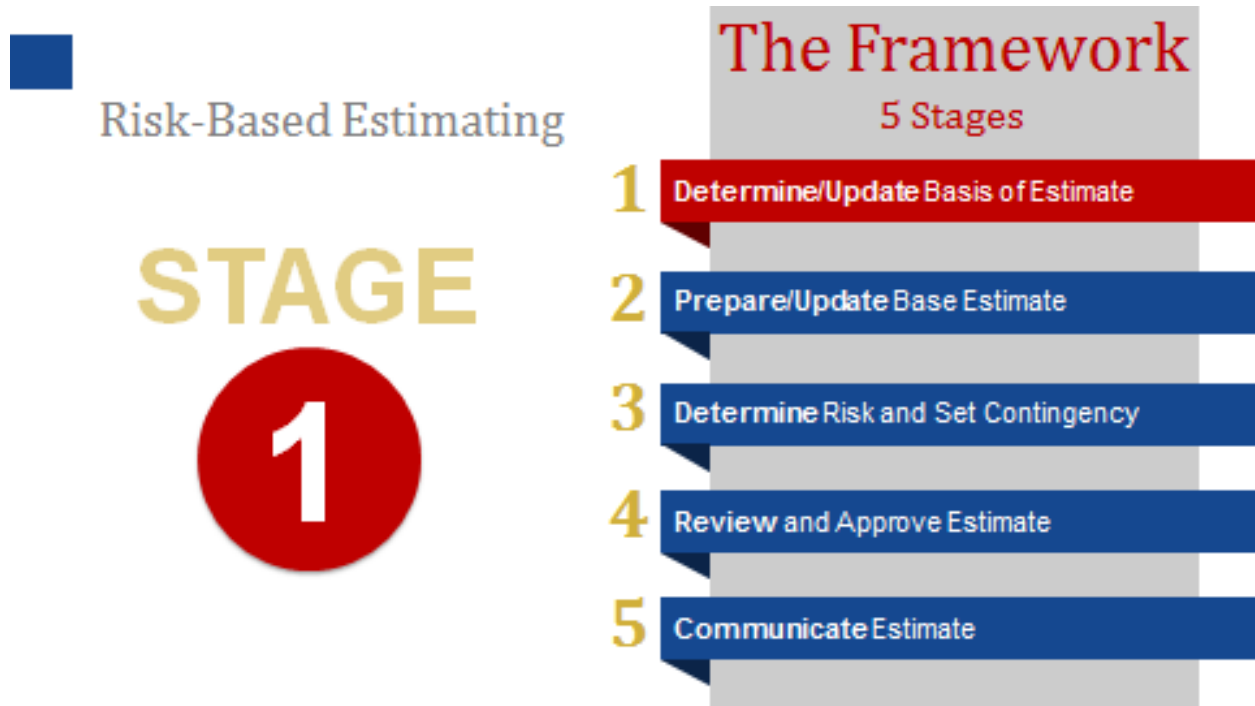 Risk-Based Estimating
STAGE
1
The Framework
5 Stages
1 Determine/Update Basis of Estimate
2 Prepare/Update Base Estimate
3 Determine Risk and Set Contingency
4 Review and Approve Estimate
5 Communicate Estimate